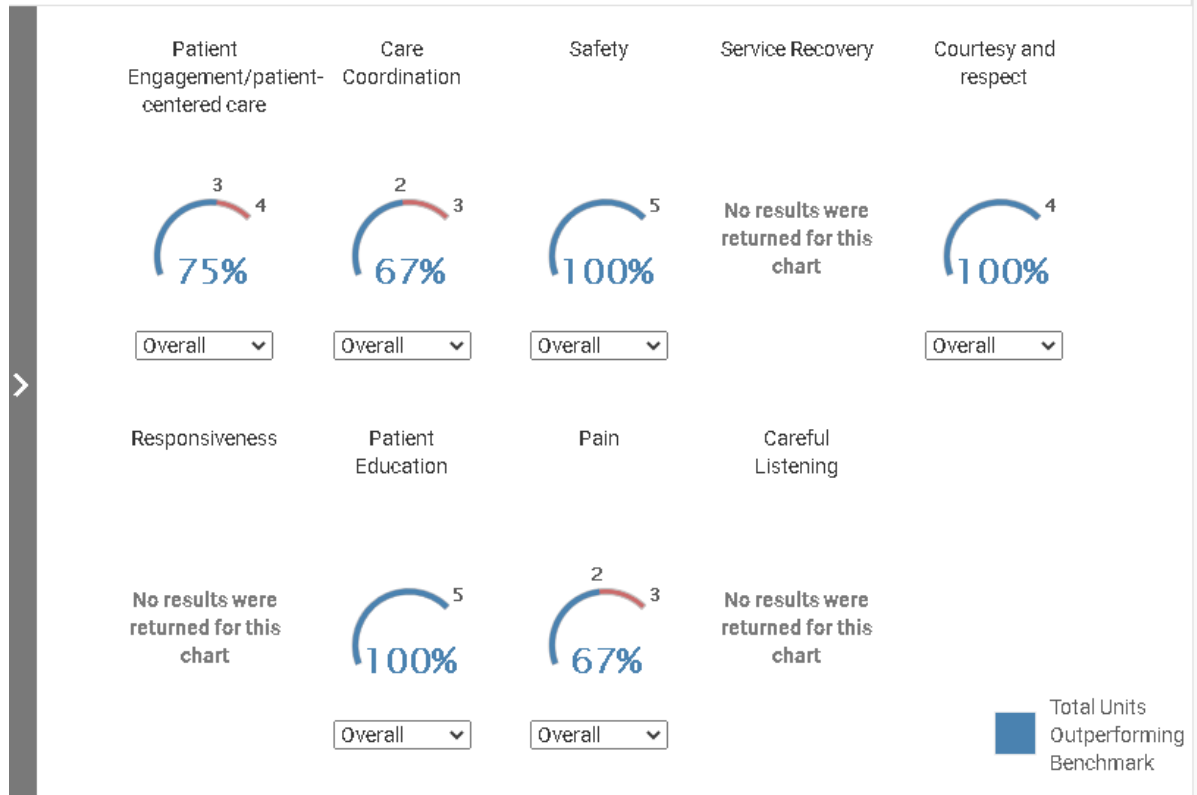 Patient
Engagement/patient-
centered care
Care
Coordination
Safety
Service Recovery
Courtesy and
respect
3
4
75%
Overall
2
3
67%
Overall
5
100%
Overall
No results were
returned for this
chart
4
100%
Overall
Responsiveness
Patient
Education
Pain
Careful
Listening
No results were
returned for this
chart
5
100%
Overall
2
3
67%
Overall
No results were
returned for this
chart
Total Units
Outperforming
Benchmark